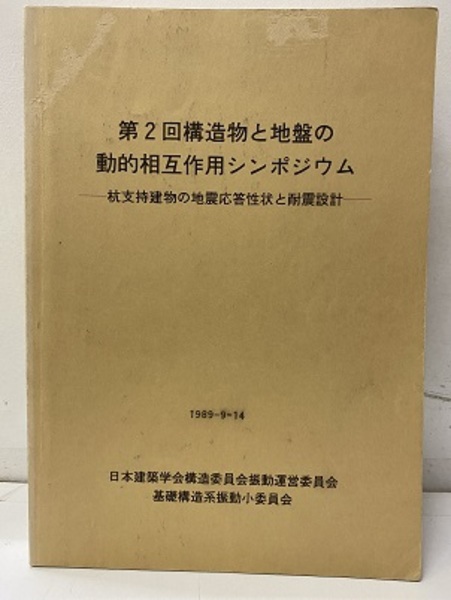 第2回構造物と地盤の
動的相互作用シンポジウム
―杭支持建物の地震応答性状と耐震設計―
1989-9-14
日本建築学会構造委員会振動運営委員会
基礎構造系振動小委員会